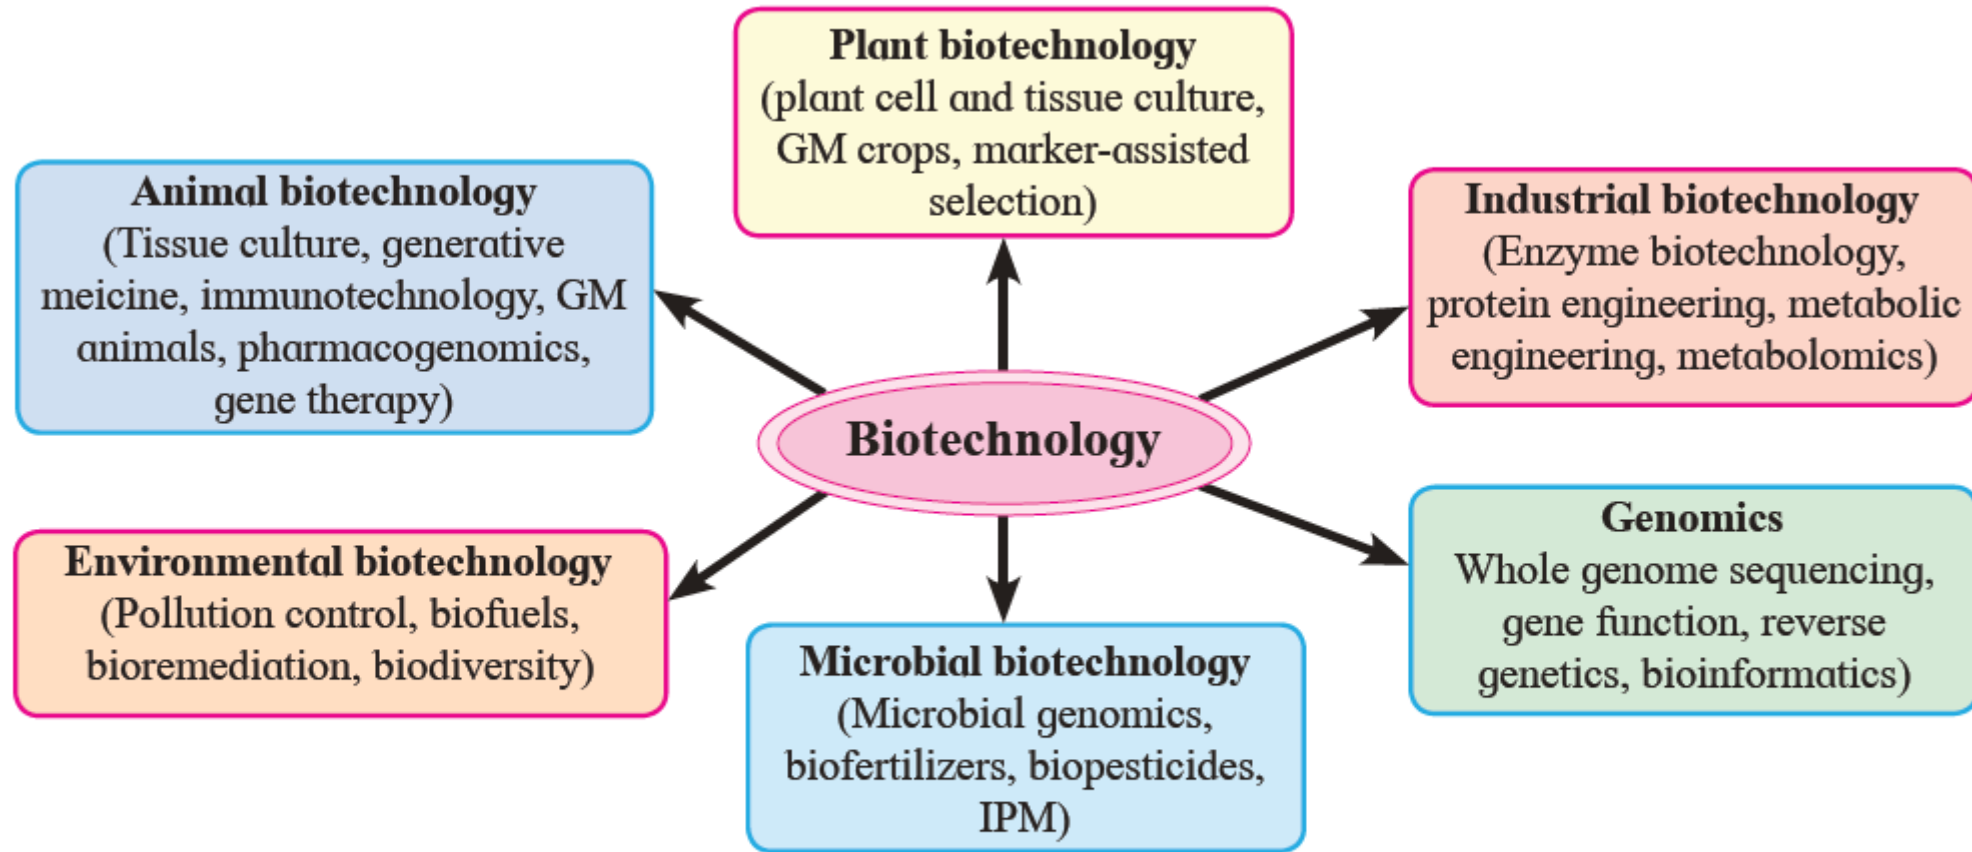 Plant biotechnology
(plant cell and tissue culture,
GM crops, marker-assisted
selection)
Animal biotechnology
(Tissue culture, generative
meicine, immunotechnology, GM
animals, pharmacogenomics,
gene therapy)
Industrial biotechnology
(Enzyme biotechnology,
protein engineering, metabolic
engineering, metabolomics)
Biotechnology
Environmental biotechnology
(Pollution control, biofuels,
bioremediation, biodiversity)
Microbial biotechnology
(Microbial genomics,
biofertilizers, biopesticides,
IPM)
Genomics
Whole genome sequencing,
gene function, reverse
genetics, bioinformatics)